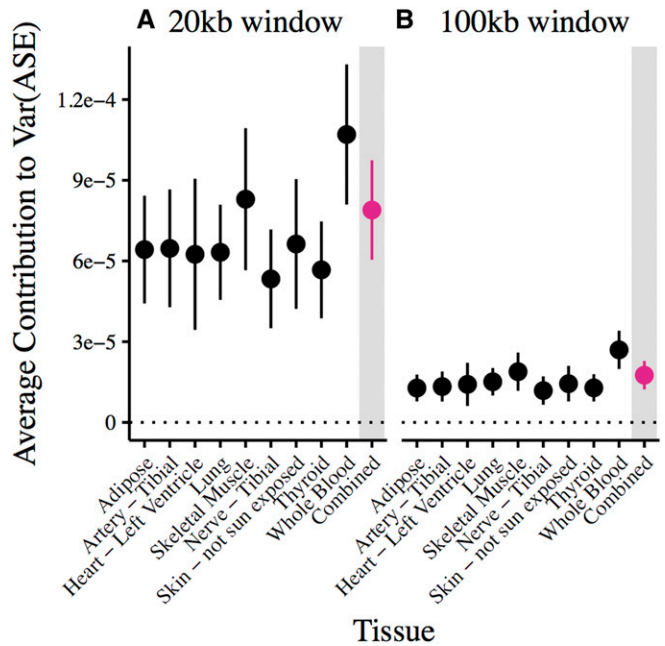 A 20kb window
B 100kb window
Average Contribution to Var(ASE)
1.2e−4
9e−5
6e−5
3e−5
0
Adipose
Artery − Tibial
Heart − Left Ventricle
Lung
Skeletal Muscle
Nerve − Tibial
Skin − not sun exposed
Thyroid
Whole Blood
Combined
Adipose
Artery − Tibial
Heart − Left Ventricle
Lung
Skeletal Muscle
Nerve − Tibial
Skin − not sun exposed
Thyroid
Whole Blood
Combined
Tissue